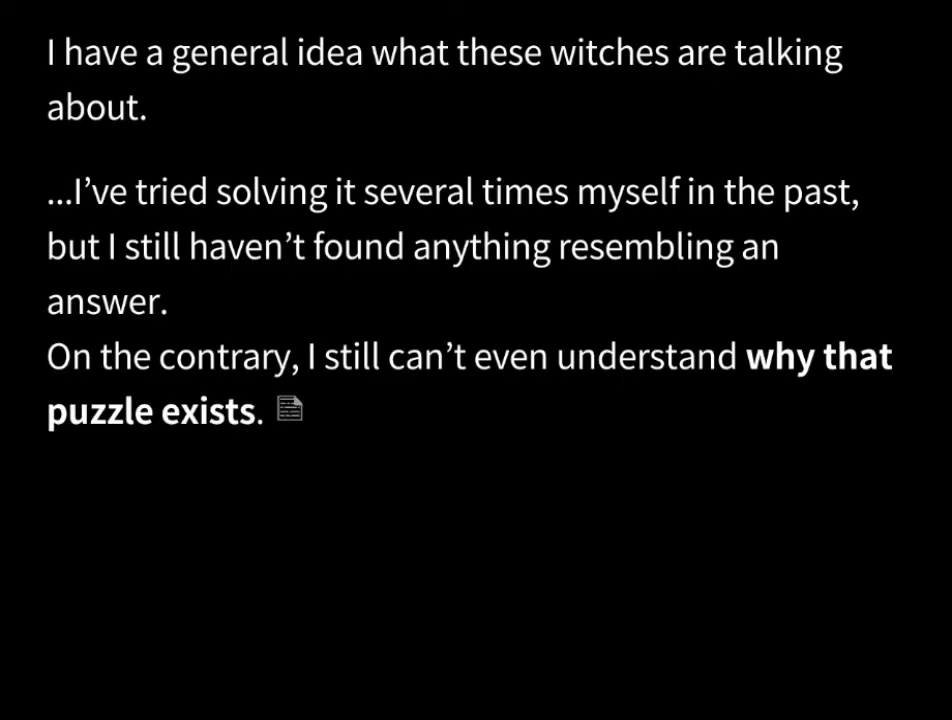 I have a general idea what these witches are talking
about.
...I’ve tried solving it several times myself in the past,
but I still haven’t found anything resembling an
answer.
On the contrary, I still can’t even understand why that
puzzle exists.